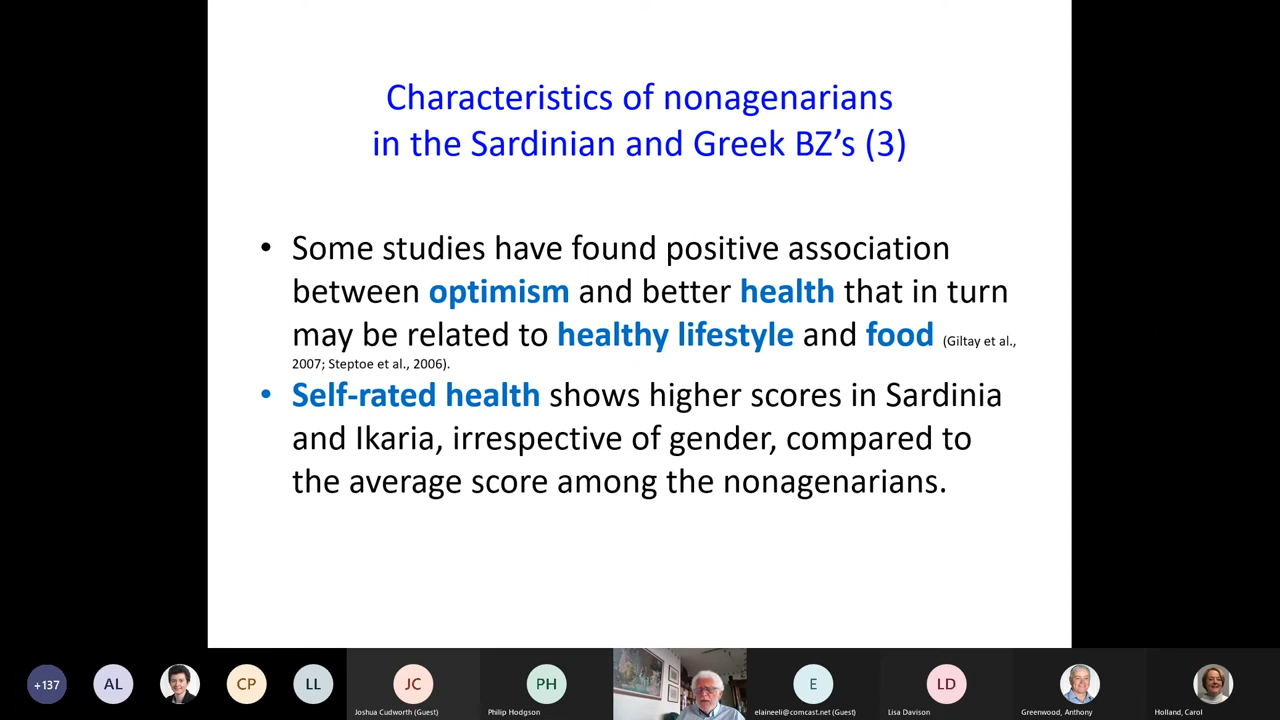 Characteristics of nonagenarians
in the Sardinian and Greek BZ’s (3)
• Some studies have found positive association
between optimism and better health that in turn
may be related to healthy lifestyle and food (Giltay et al.,
2007; Steptoe et al., 2006).
• Self-rated health shows higher scores in Sardinia
and Ikaria, irrespective of gender, compared to
the average score among the nonagenarians.
+137
AL
CP
LL
JC
PH
E
LD
Joshua Cudworth (Guest)
Philip Hodgson
elaineeli@comcast.net (Guest)
Lisa Davison
Greenwood, Anthony
Holland, Carol